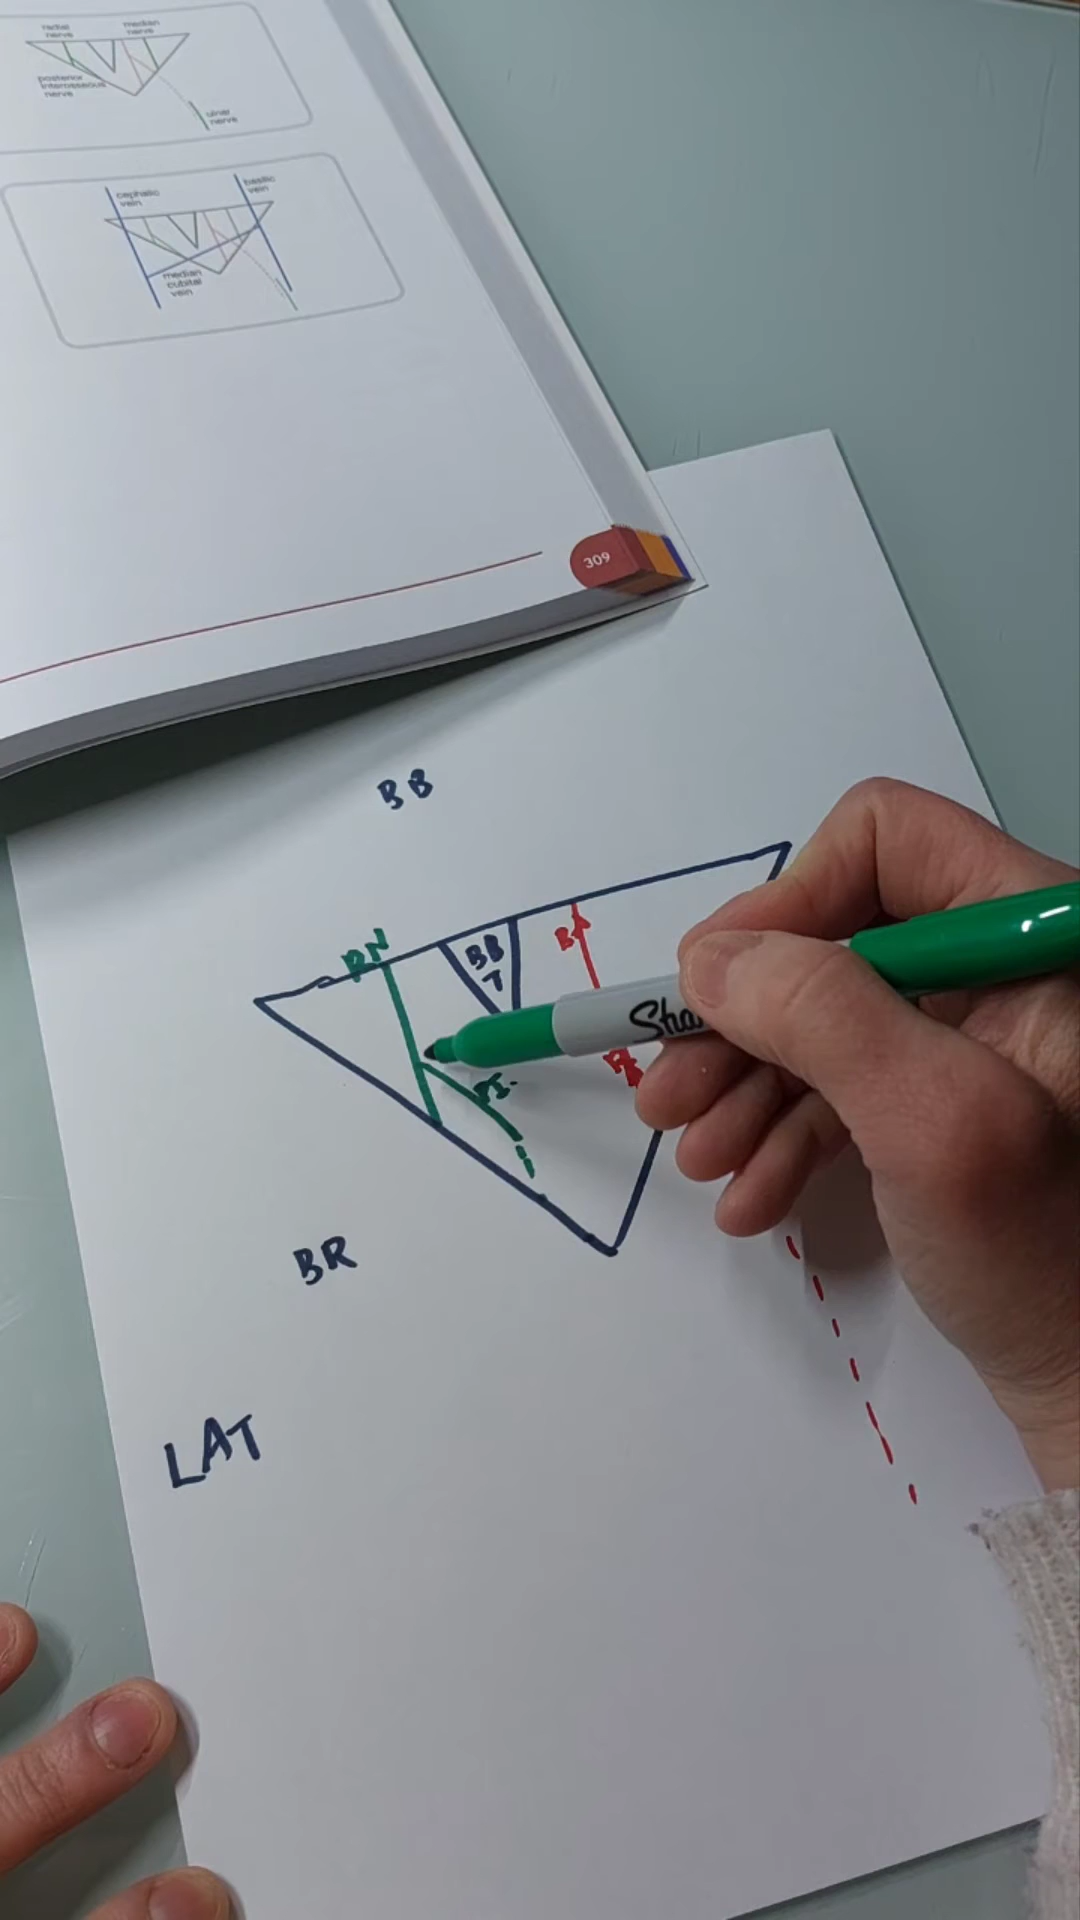 radial
nerve
median
nerve
posterior
interosseous
nerve
ulnar
nerve
cephalic
vein
basilic
vein
median
cubital
vein
309
BB
RN
BB
T
BA
Sha
BR
LAT